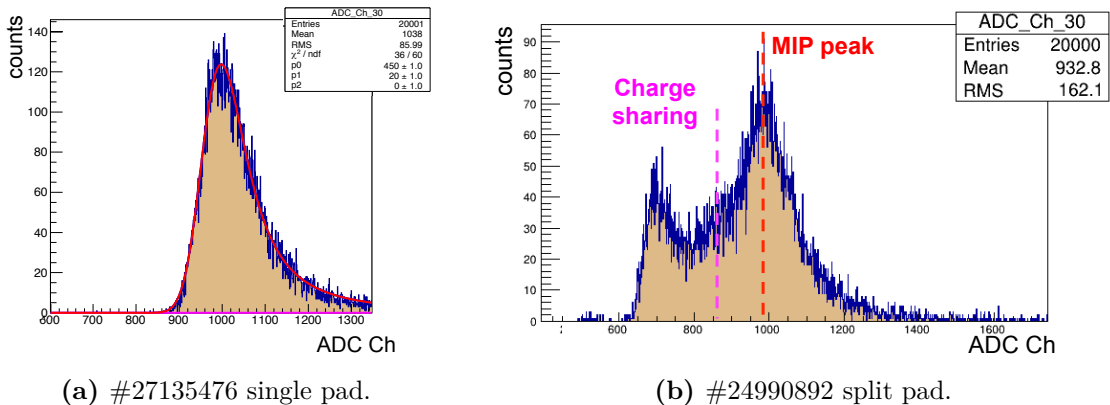 counts
ADC_Ch_30
Entries 20001
Mean 1038
RMS 85.99
χ² / ndf 36 / 60
p0 450 ± 1.0
p1 20 ± 1.0
p2 0 ± 1.0
140
120
100
80
60
40
20
0
600 700 800 900 1000 1100 1200 1300
ADC Ch
(a) #27135476 single pad.
counts
ADC_Ch_30
Entries 20000
Mean 932.8
RMS 162.1
MIP peak
Charge
sharing
90
80
70
60
50
40
30
20
10
0
600 800 1000 1200 1400 1600
ADC Ch
(b) #24990892 split pad.